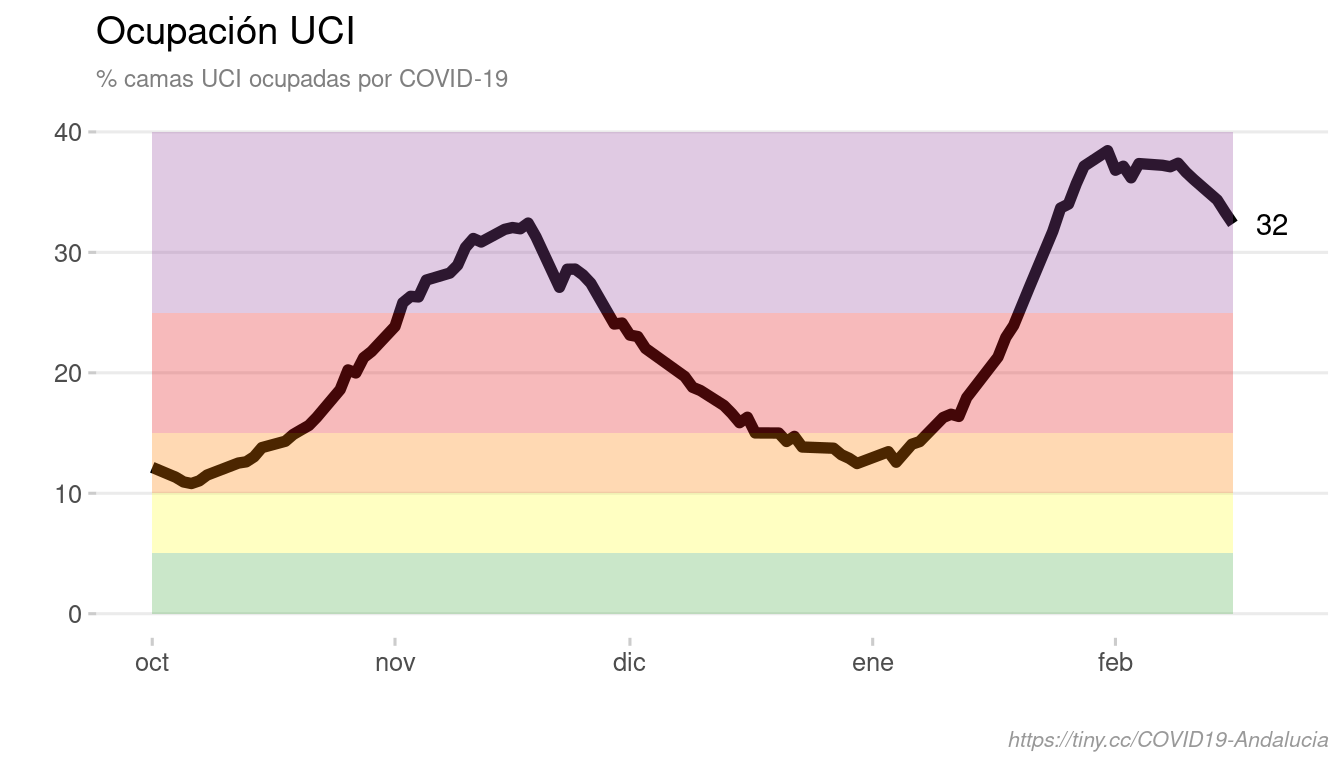 Ocupación UCI
% camas UCI ocupadas por COVID-19
40
30
20
10
0
32
oct nov dic ene feb
https://tiny.cc/COVID19-Andalucia